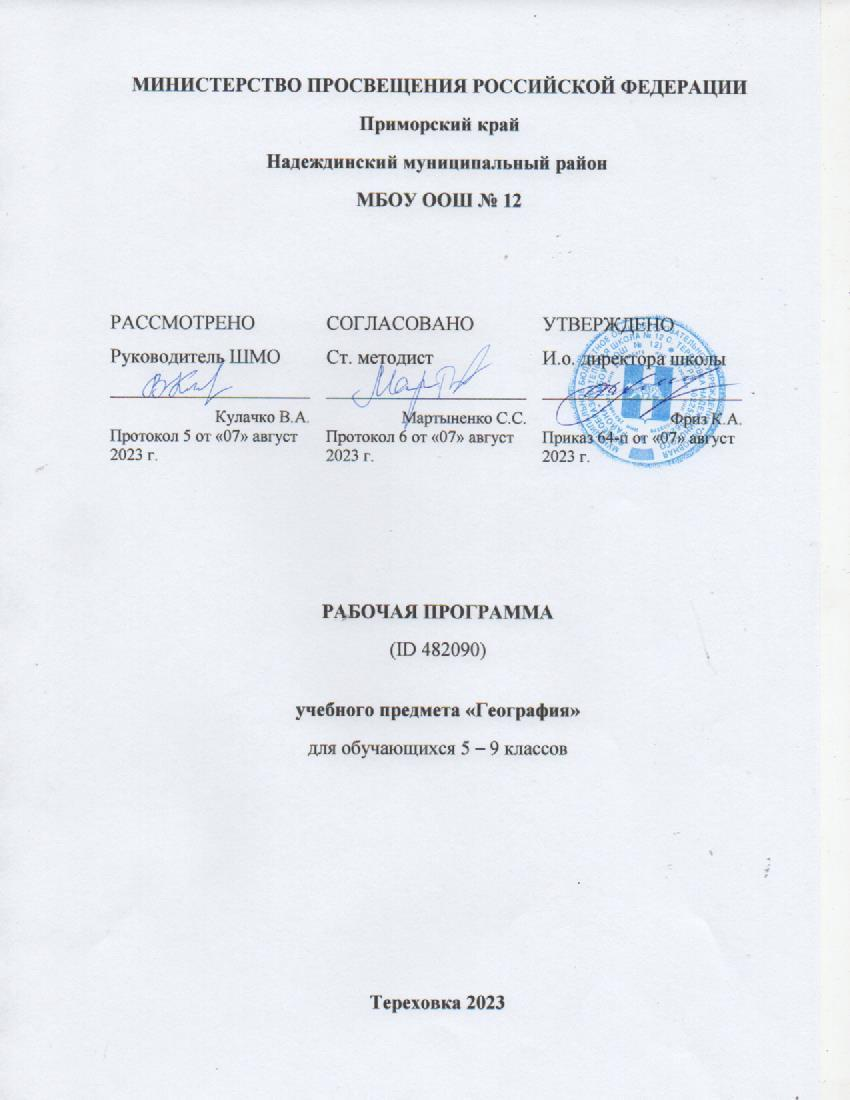 МИНИСТЕРСТВО ПРОСВЕЩЕНИЯ РОССИЙСКОЙ ФЕДЕРАЦИИ
Приморский край
Надеждинский муниципальный район
МБОУ ООШ № 12
РАССМОТРЕНО
Руководитель ШМО
Кулачко В.А.
Протокол 5 от «07» август
2023 г.
СОГЛАСОВАНО
Ст. методист
Мартыненко С.С.
Протокол 6 от «07» август
2023 г.
УТВЕРЖДЕНО
И.о. директора школы
Фриз К.А.
Приказ 64-п от «07» август
2023 г.
РАБОЧАЯ ПРОГРАММА
(ID 482090)
учебного предмета «География»
для обучающихся 5 – 9 классов
Тереховка 2023